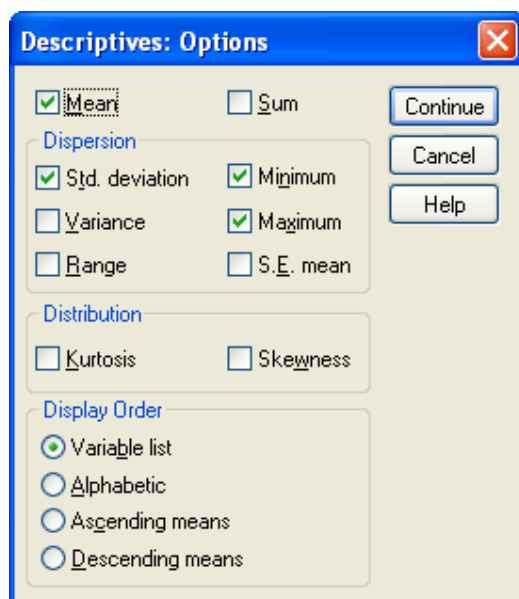 Descriptives: Options
Mean Sum
Continue
Dispersion
Cancel
Std. deviation Minimum
Help
Variance Maximum
Range S.E. mean
Distribution
Kurtosis Skewness
Display Order
Variable list
Alphabetic
Ascending means
Descending means